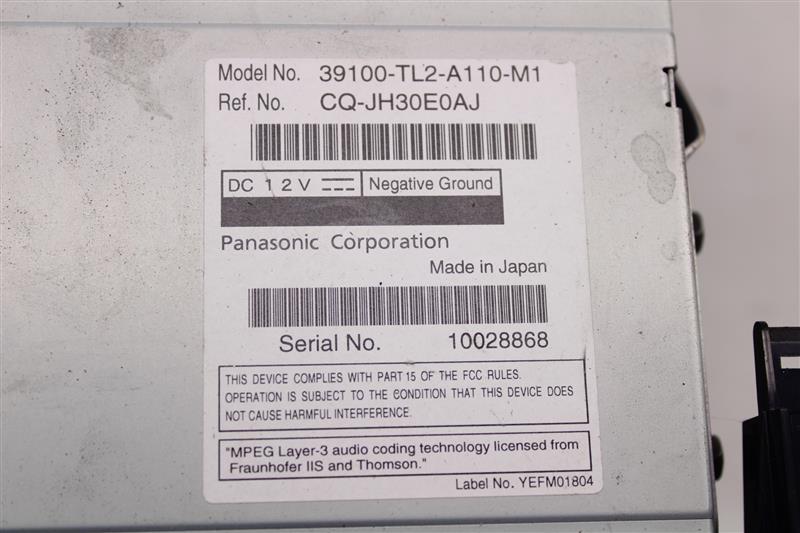 Model No. 39100-TL2-A110-M1
Ref. No. CQ-JH30E0AJ
DC 12V ⎓ Negative Ground
Panasonic Corporation
Made in Japan
Serial No. 10028868
THIS DEVICE COMPLIES WITH PART 15 OF THE FCC RULES.
OPERATION IS SUBJECT TO THE CONDITION THAT THIS DEVICE DOES
NOT CAUSE HARMFUL INTERFERENCE.
"MPEG Layer-3 audio coding technology licensed from
Fraunhofer IIS and Thomson."
Label No. YEFM01804